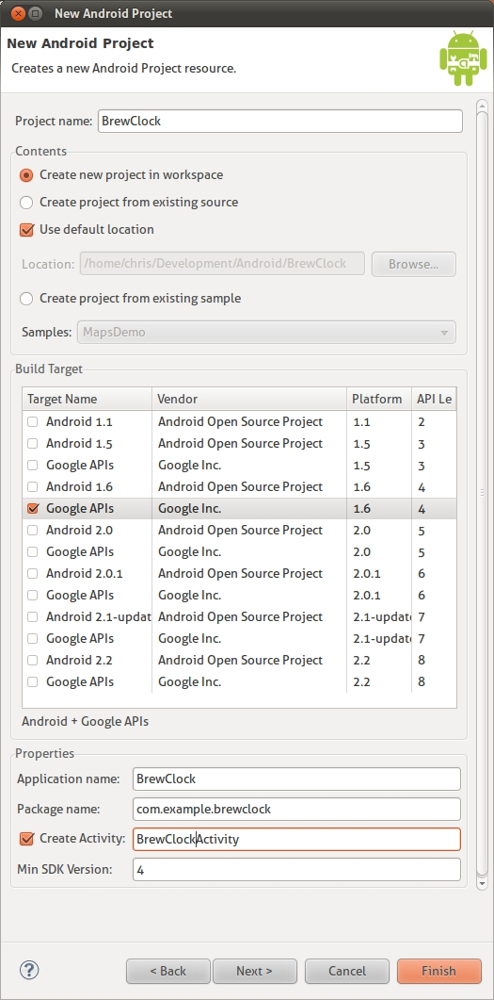 New Android Project
New Android Project
Creates a new Android Project resource.
Project name: BrewClock
Contents
Create new project in workspace
Create project from existing source
Use default location
Location: /home/chris/Development/Android/BrewClock Browse...
Create project from existing sample
Samples: MapsDemo
Build Target
Target Name Vendor Platform API Le
Android 1.1 Android Open Source Project 1.1 2
Android 1.5 Android Open Source Project 1.5 3
Google APIs Google Inc. 1.5 3
Android 1.6 Android Open Source Project 1.6 4
Google APIs Google Inc. 1.6 4
Android 2.0 Android Open Source Project 2.0 5
Google APIs Google Inc. 2.0 5
Android 2.0.1 Android Open Source Project 2.0.1 6
Google APIs Google Inc. 2.0.1 6
Android 2.1-updat Android Open Source Project 2.1-update 7
Google APIs Google Inc. 2.1-update 7
Android 2.2 Android Open Source Project 2.2 8
Google APIs Google Inc. 2.2 8
Android + Google APIs
Properties
Application name: BrewClock
Package name: com.example.brewclock
Create Activity: BrewClockActivity
Min SDK Version: 4
? < Back Next > Cancel Finish